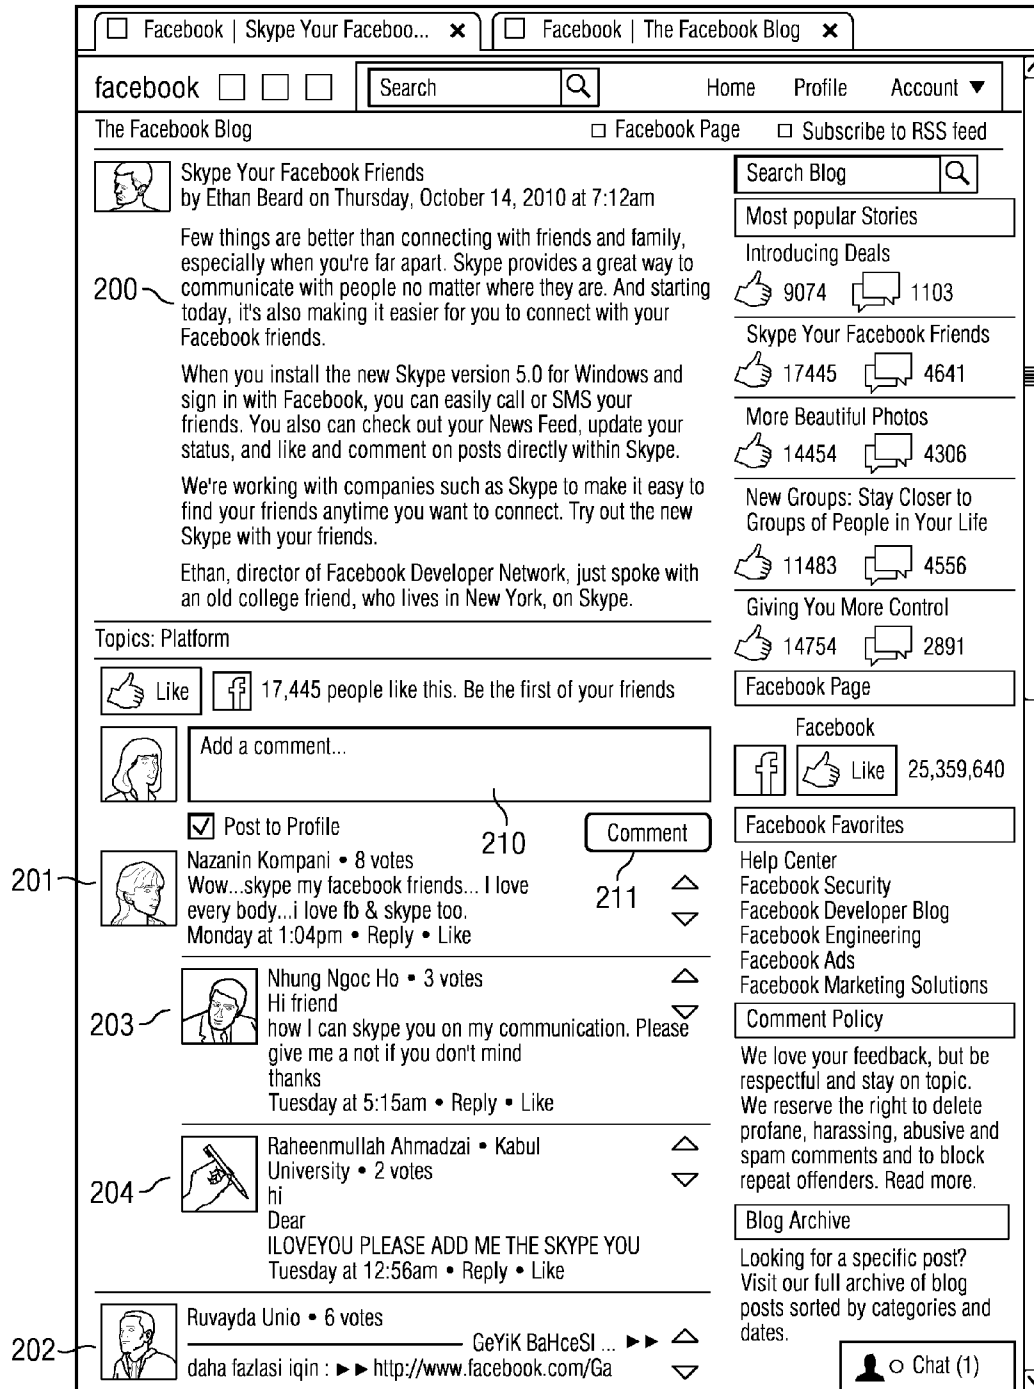 Facebook | Skype Your Faceboo... x
Facebook | The Facebook Blog x
facebook
Search
Home Profile Account ▼
The Facebook Blog
Facebook Page
Subscribe to RSS feed
Skype Your Facebook Friends
by Ethan Beard on Thursday, October 14, 2010 at 7:12am
Few things are better than connecting with friends and family,
especially when you're far apart. Skype provides a great way to
communicate with people no matter where they are. And starting
today, it's also making it easier for you to connect with your
Facebook friends.
200
When you install the new Skype version 5.0 for Windows and
sign in with Facebook, you can easily call or SMS your
friends. You also can check out your News Feed, update your
status, and like and comment on posts directly within Skype.
We're working with companies such as Skype to make it easy to
find your friends anytime you want to connect. Try out the new
Skype with your friends.
Ethan, director of Facebook Developer Network, just spoke with
an old college friend, who lives in New York, on Skype.
Topics: Platform
Like
f 17,445 people like this. Be the first of your friends
Add a comment...
210
Post to Profile
Comment
211
201
Nazanin Kompani • 8 votes
Wow...skype my facebook friends... I love
every body...i love fb & skype too.
Monday at 1:04pm • Reply • Like
203
Nhung Ngoc Ho • 3 votes
Hi friend
how I can skype you on my communication. Please
give me a not if you don't mind
thanks
Tuesday at 5:15am • Reply • Like
204
Raheenmullah Ahmadzai • Kabul
University • 2 votes
hi
Dear
ILOVEYOU PLEASE ADD ME THE SKYPE YOU
Tuesday at 12:56am • Reply • Like
202
Ruvayda Unio • 6 votes
GeYiK BaHceSI ... ►►
daha fazlasi iqin : ►► http://www.facebook.com/Ga
Search Blog
Most popular Stories
Introducing Deals
9074 1103
Skype Your Facebook Friends
17445 4641
More Beautiful Photos
14454 4306
New Groups: Stay Closer to
Groups of People in Your Life
11483 4556
Giving You More Control
14754 2891
Facebook Page
Facebook
f Like 25,359,640
Facebook Favorites
Help Center
Facebook Security
Facebook Developer Blog
Facebook Engineering
Facebook Ads
Facebook Marketing Solutions
Comment Policy
We love your feedback, but be
respectful and stay on topic.
We reserve the right to delete
profane, harassing, abusive and
spam comments and to block
repeat offenders. Read more.
Blog Archive
Looking for a specific post?
Visit our full archive of blog
posts sorted by categories and
dates.
Chat (1)